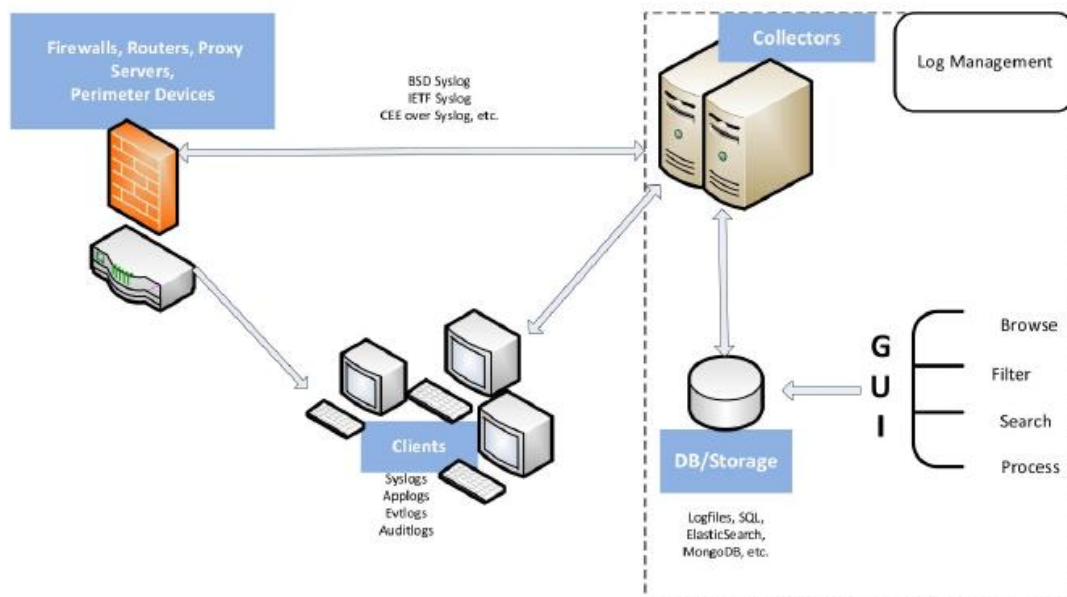 Firewalls, Routers, Proxy
Servers,
Perimeter Devices
BSD Syslog
IETF Syslog
CEE over Syslog, etc.
Collectors
Log Management
Clients
Syslogs
Applogs
Evtlogs
Auditlogs
DB/Storage
Logfiles, SQL,
ElasticSearch,
MongoDB, etc.
G
U
I
Browse
Filter
Search
Process